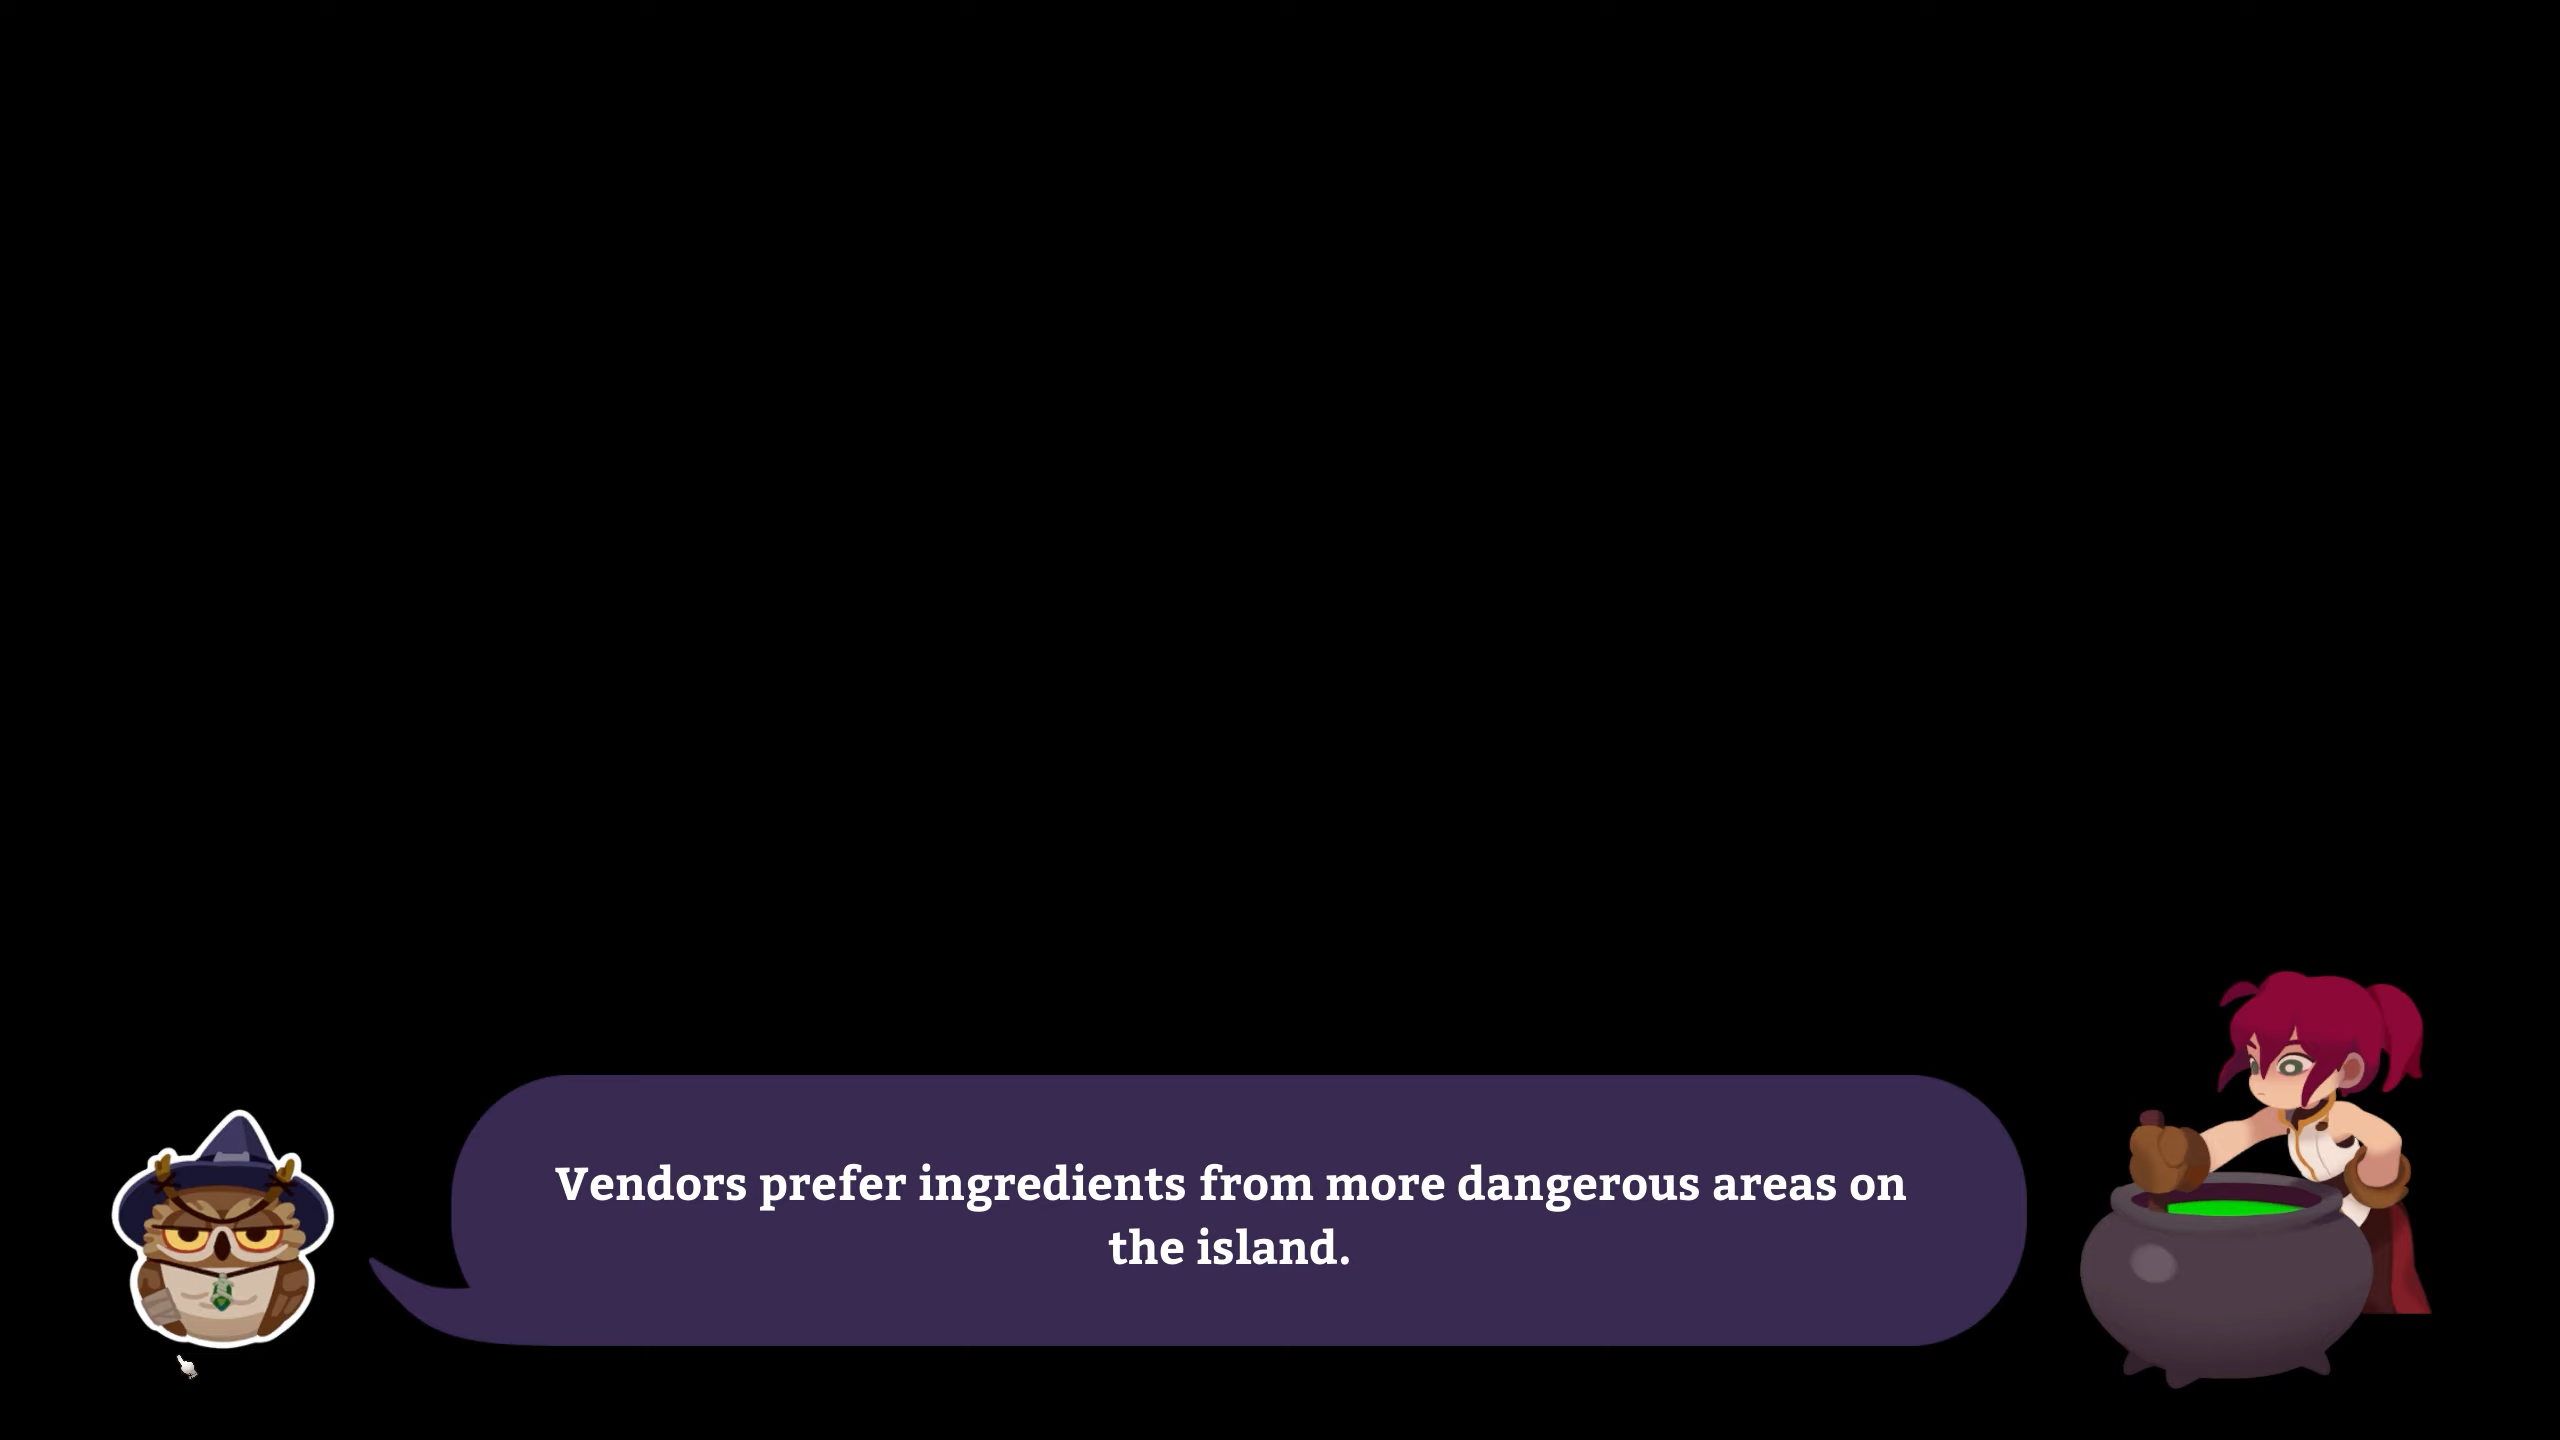 Vendors prefer ingredients from more dangerous areas on
the island.